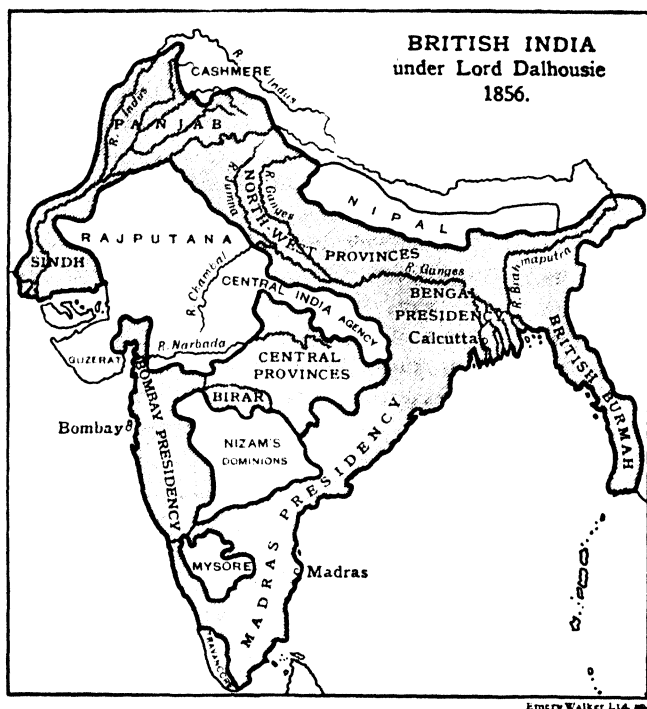 BRITISH INDIA
under Lord Dalhousie
1856.
CASHMERE
R. Indus
R. Indus
PANJAB
R. Jumna
R. Ganges
NORTH-WEST PROVINCES
NIPAL
RAJPUTANA
SINDH
R. Chambal
R. Ganges
R. Brahmaputra
CENTRAL INDIA AGENCY
BENGAL
PRESIDENCY
Calcutta
GUZERAT
R. Narbada
CENTRAL
PROVINCES
BIRAR
BOMBAY PRESIDENCY
Bombay
NIZAM'S
DOMINIONS
BRITISH BURMAH
MADRAS PRESIDENCY
MYSORE
Madras
TRAVANCORE
Emery Walker Ltd.